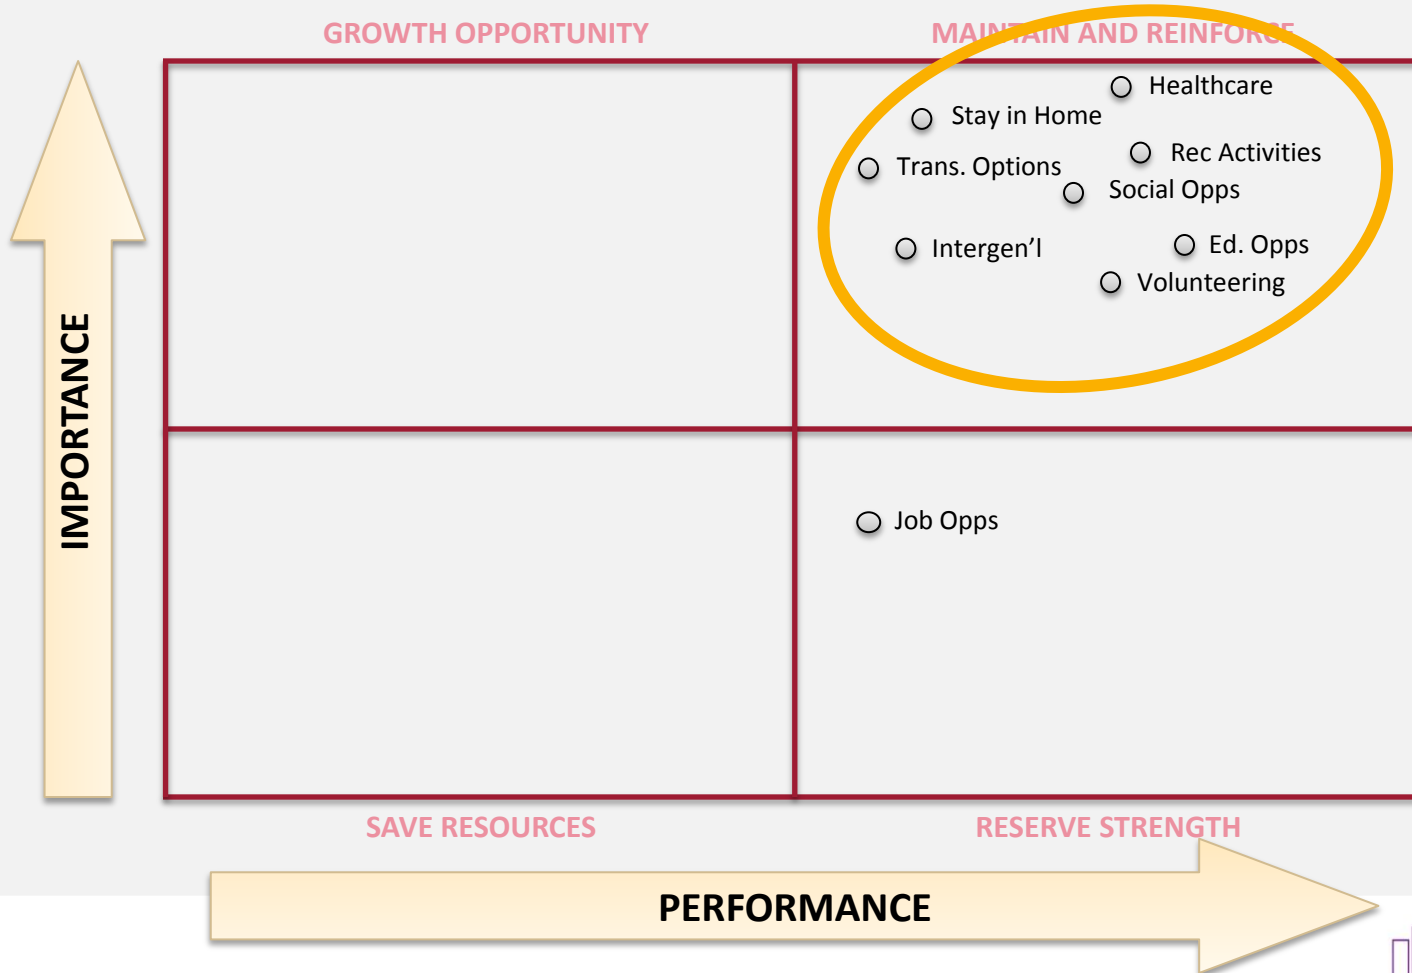 GROWTH OPPORTUNITY
MAINTAIN AND REINFORCE
Healthcare
Stay in Home
Rec Activities
Trans. Options
Social Opps
Intergen'l
Ed. Opps
Volunteering
IMPORTANCE
Job Opps
SAVE RESOURCES
RESERVE STRENGTH
PERFORMANCE